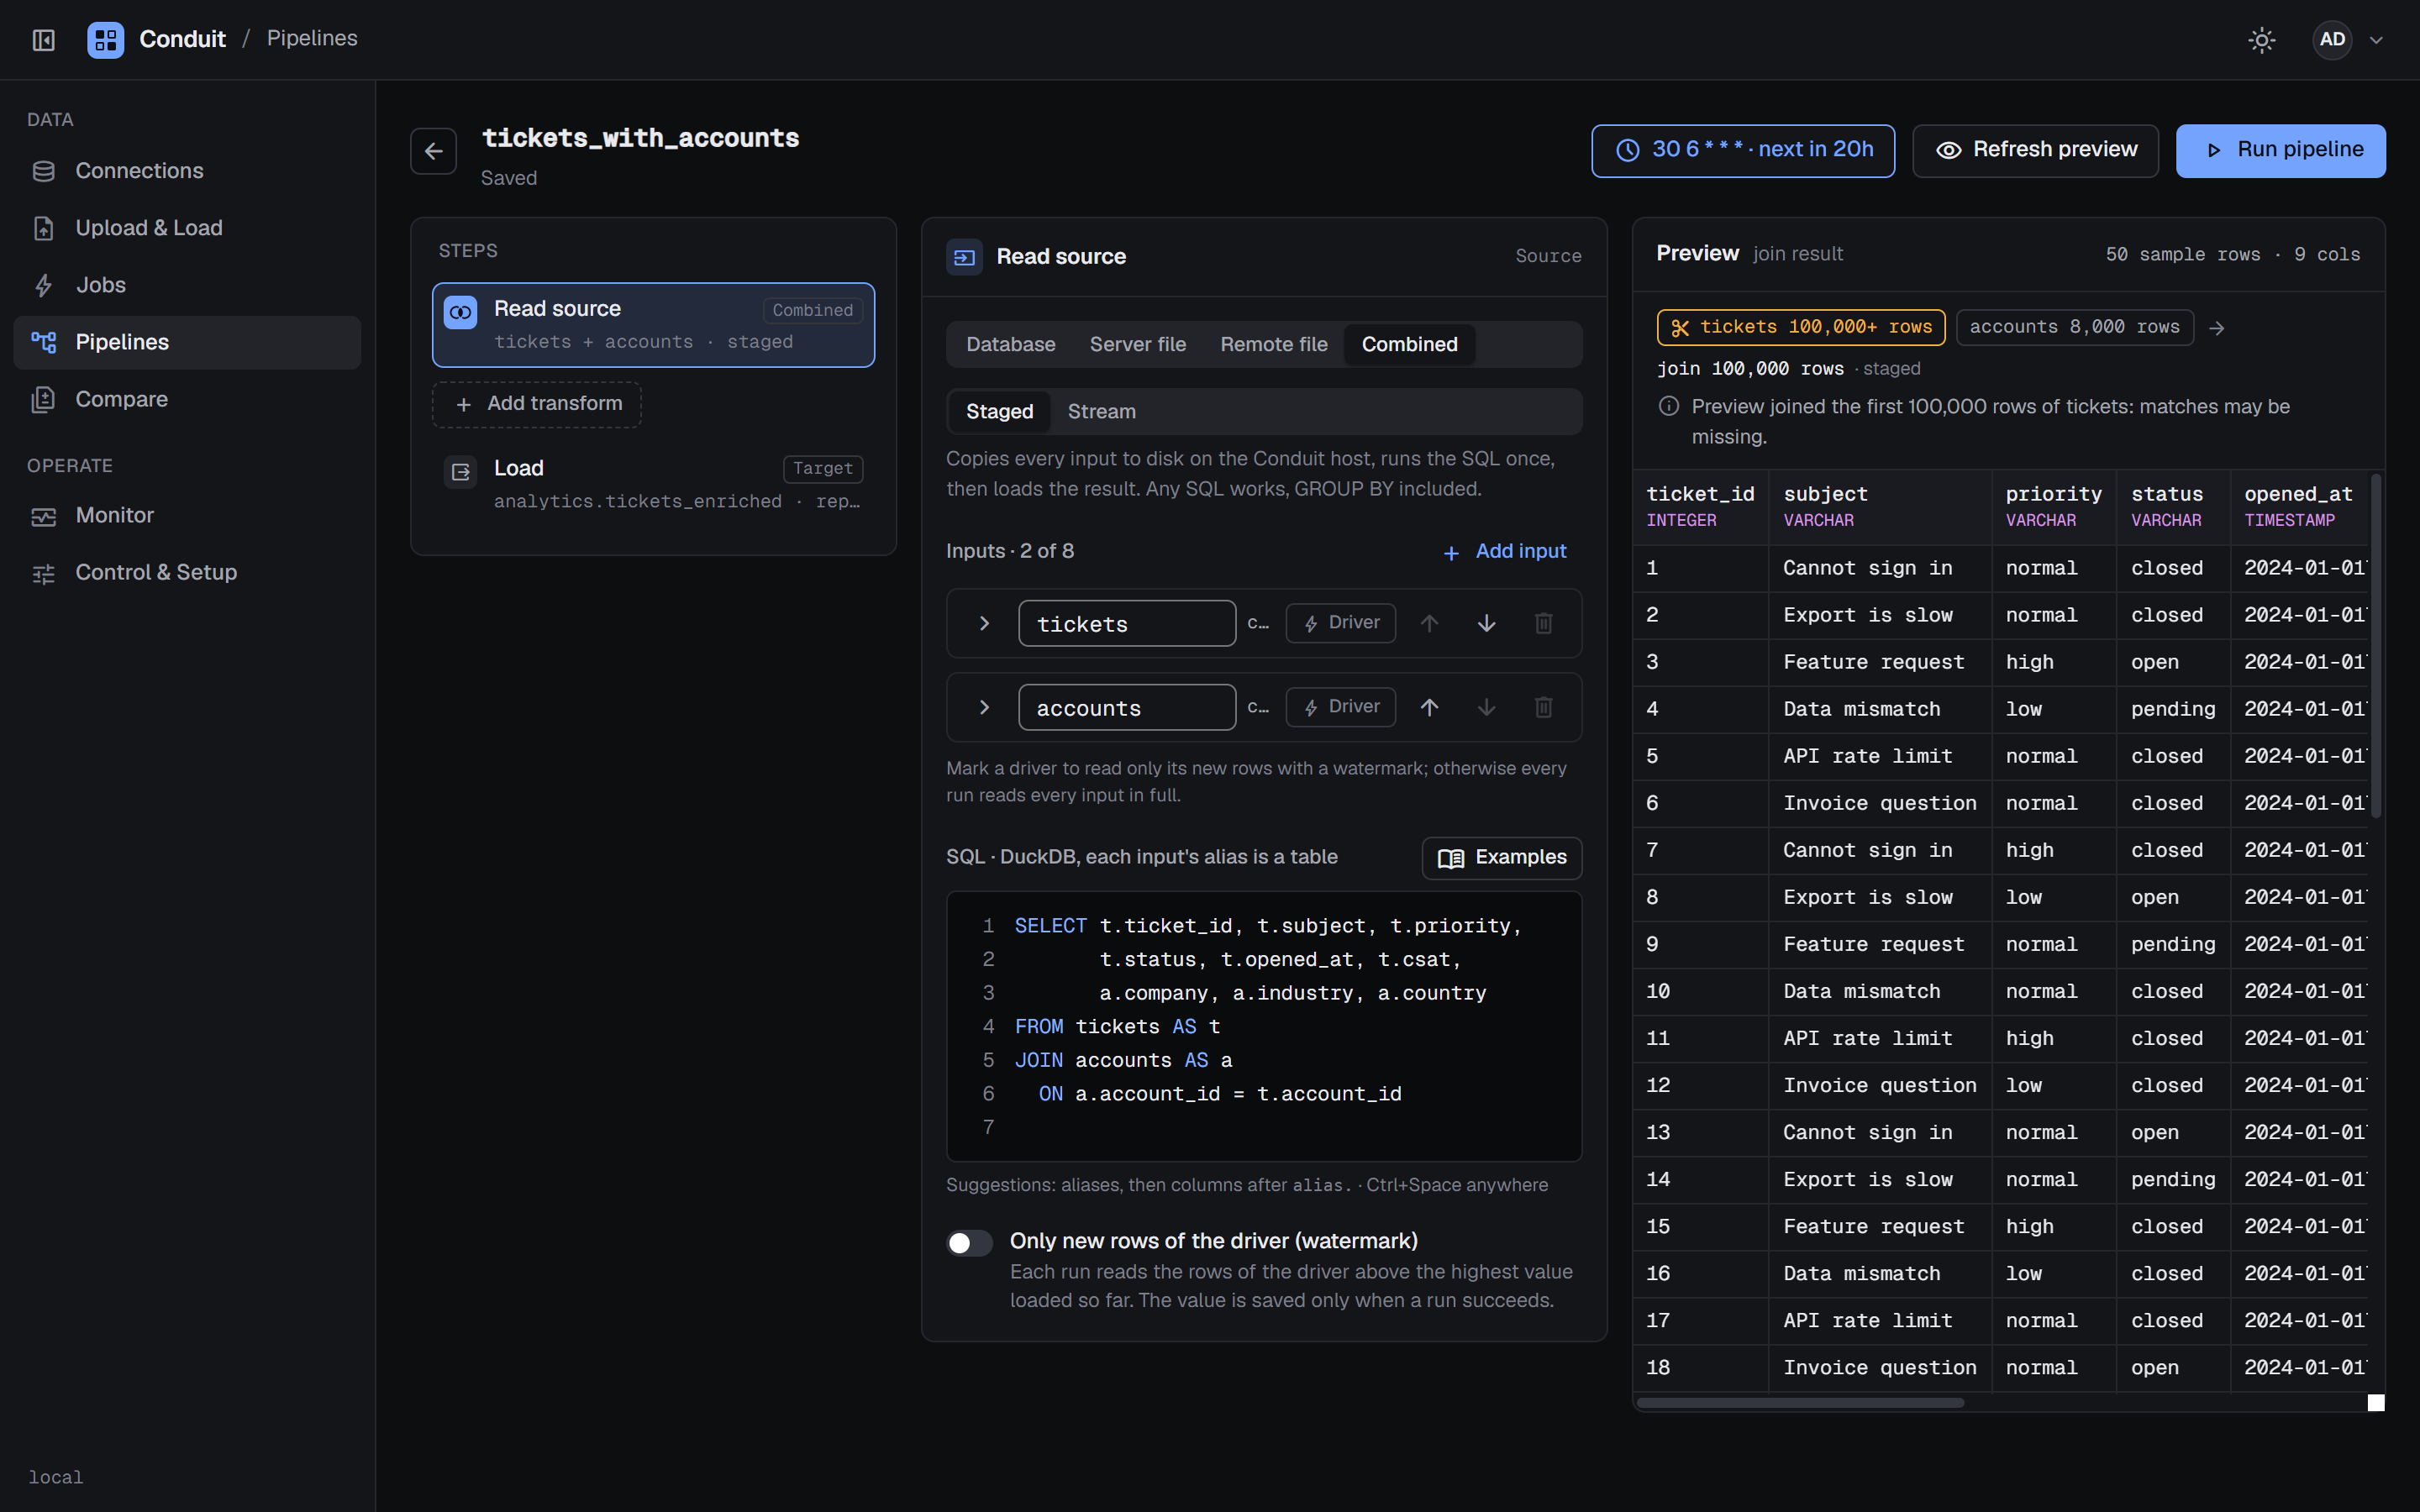 Conduit / Pipelines
AD
DATA
Connections
Upload & Load
Jobs
Pipelines
Compare
OPERATE
Monitor
Control & Setup
local
tickets_with_accounts
Saved
30 6 * * * · next in 20h
Refresh preview
Run pipeline
STEPS
Read source
Combined
tickets + accounts · staged
+ Add transform
Load
Target
analytics.tickets_enriched · rep…
Read source
Source
Database Server file Remote file Combined
Staged Stream
Copies every input to disk on the Conduit host, runs the SQL once,
then loads the result. Any SQL works, GROUP BY included.
Inputs · 2 of 8
+ Add input
tickets c… Driver
accounts c… Driver
Mark a driver to read only its new rows with a watermark; otherwise every
run reads every input in full.
SQL · DuckDB, each input's alias is a table
Examples
1 SELECT t.ticket_id, t.subject, t.priority,
2 t.status, t.opened_at, t.csat,
3 a.company, a.industry, a.country
4 FROM tickets AS t
5 JOIN accounts AS a
6 ON a.account_id = t.account_id
7
Suggestions: aliases, then columns after alias. · Ctrl+Space anywhere
Only new rows of the driver (watermark)
Each run reads the rows of the driver above the highest value
loaded so far. The value is saved only when a run succeeds.
Preview join result
50 sample rows · 9 cols
tickets 100,000+ rows
accounts 8,000 rows →
join 100,000 rows · staged
Preview joined the first 100,000 rows of tickets: matches may be
missing.
ticket_id subject priority status opened_at
INTEGER VARCHAR VARCHAR VARCHAR TIMESTAMP
1 Cannot sign in normal closed 2024-01-01
2 Export is slow normal closed 2024-01-01
3 Feature request high open 2024-01-01
4 Data mismatch low pending 2024-01-01
5 API rate limit normal closed 2024-01-01
6 Invoice question normal closed 2024-01-01
7 Cannot sign in high closed 2024-01-01
8 Export is slow low open 2024-01-01
9 Feature request normal pending 2024-01-01
10 Data mismatch normal closed 2024-01-01
11 API rate limit high closed 2024-01-01
12 Invoice question low closed 2024-01-01
13 Cannot sign in normal open 2024-01-01
14 Export is slow normal pending 2024-01-01
15 Feature request high closed 2024-01-01
16 Data mismatch low closed 2024-01-01
17 API rate limit normal closed 2024-01-01
18 Invoice question normal open 2024-01-01